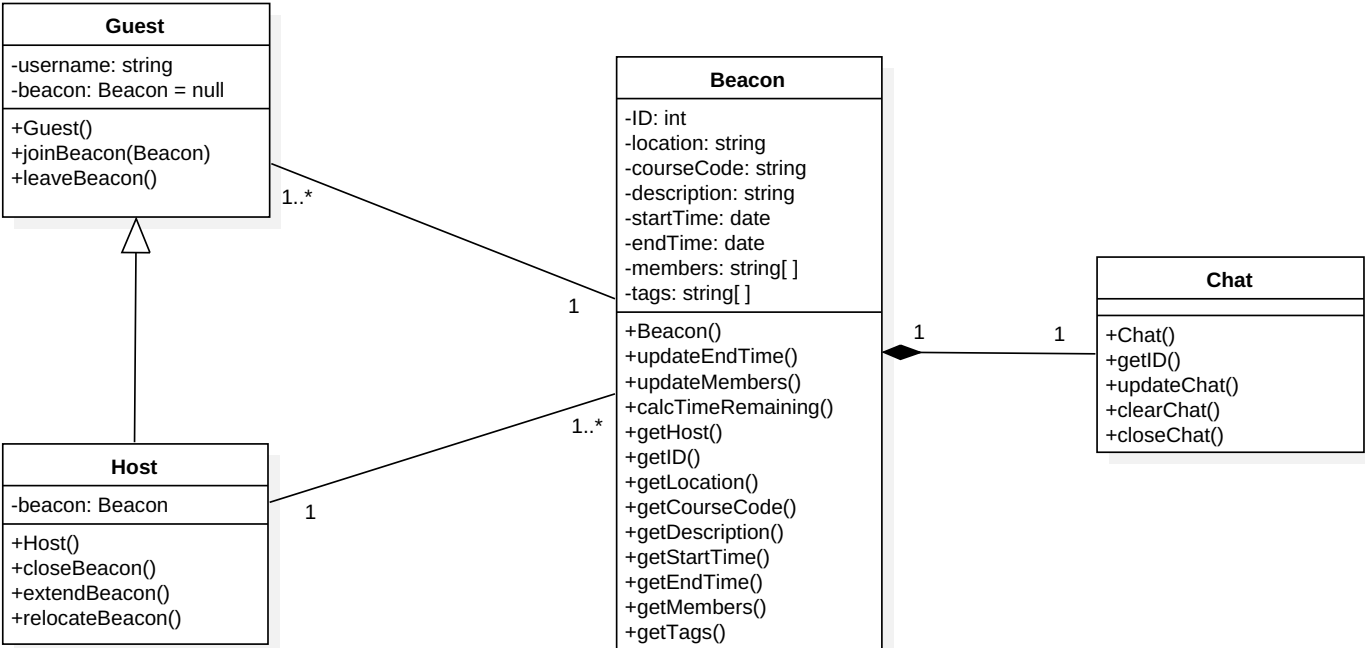 Guest
-username: string
-beacon: Beacon = null
+Guest()
+joinBeacon(Beacon)
+leaveBeacon()
1..*
1
Host
-beacon: Beacon
+Host()
+closeBeacon()
+extendBeacon()
+relocateBeacon()
1
1..*
Beacon
-ID: int
-location: string
-courseCode: string
-description: string
-startTime: date
-endTime: date
-members: string[ ]
-tags: string[ ]
+Beacon()
+updateEndTime()
+updateMembers()
+calcTimeRemaining()
+getHost()
+getID()
+getLocation()
+getCourseCode()
+getDescription()
+getStartTime()
+getEndTime()
+getMembers()
+getTags()
1
1
Chat
+Chat()
+getID()
+updateChat()
+clearChat()
+closeChat()